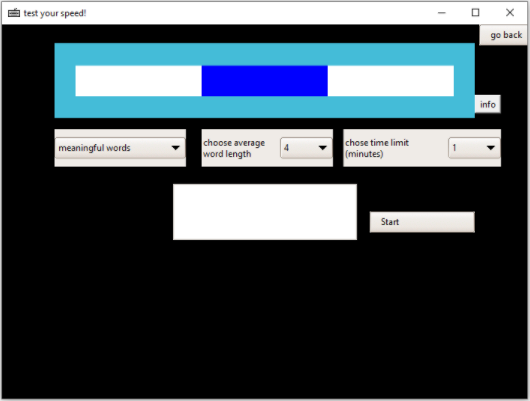 test your speed!
go back
info
meaningful words
choose average
word length
4
chose time limit
(minutes)
1
Start